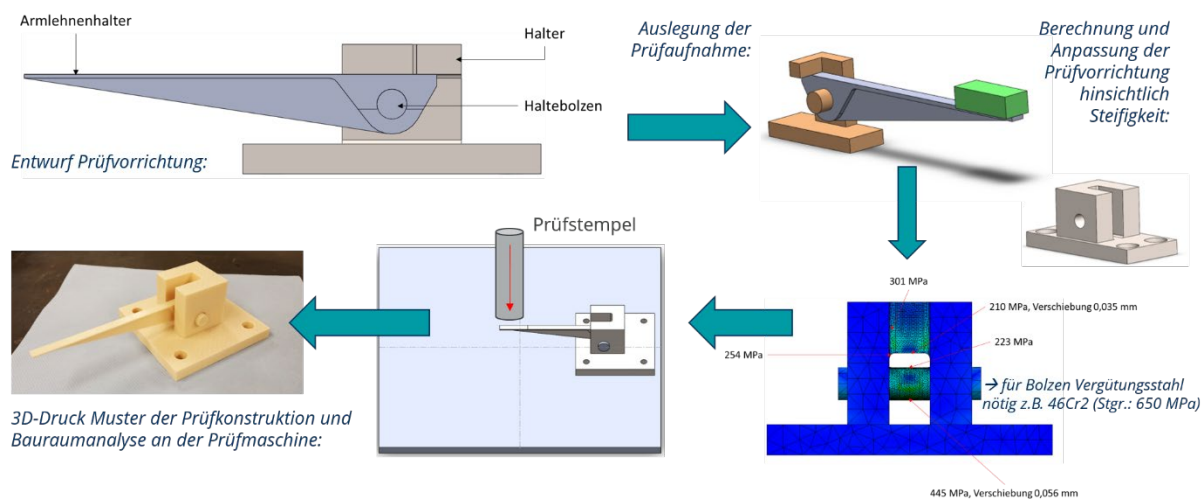 Armlehnenhalter
Halter
Haltebolzen
Entwurf Prüfvorrichtung:
Auslegung der
Prüfaufnahme:
Berechnung und
Anpassung der
Prüfvorrichtung
hinsichtlich
Steifigkeit:
301 MPa
210 MPa, Verschiebung 0,035 mm
223 MPa
254 MPa
→ für Bolzen Vergütungsstahl
nötig z.B. 46Cr2 (Stgr.: 650 MPa)
445 MPa, Verschiebung 0,056 mm
Prüfstempel
3D-Druck Muster der Prüfkonstruktion und
Bauraumanalyse an der Prüfmaschine: